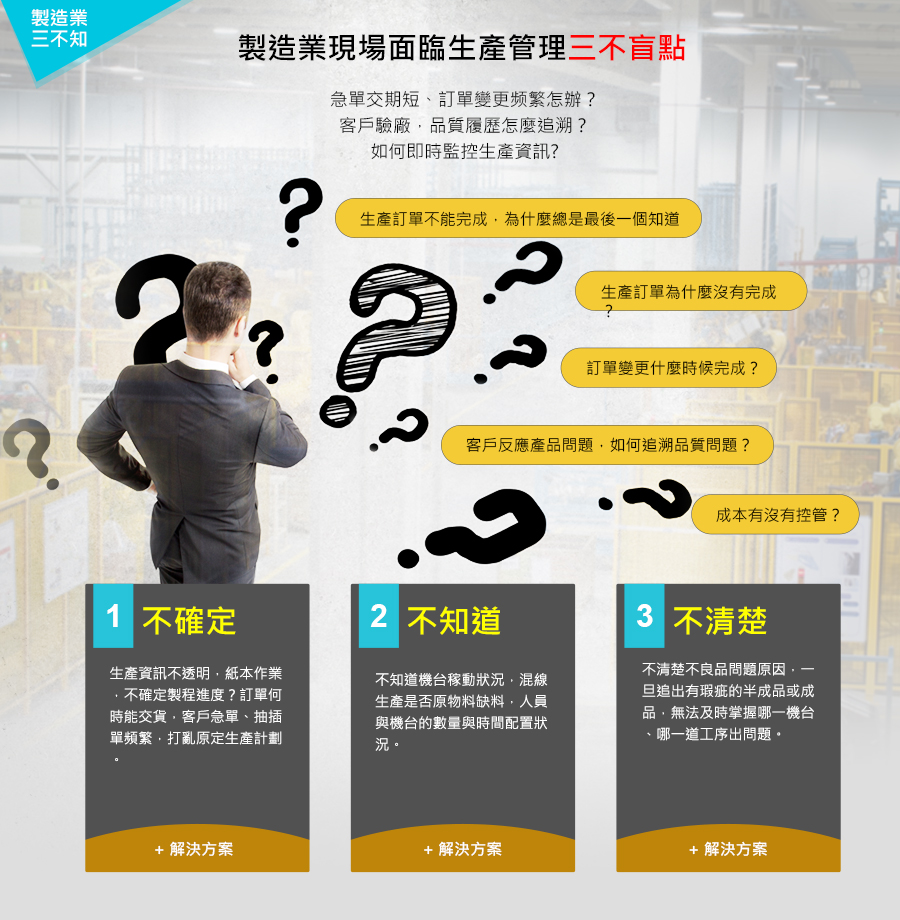 製造業
三不知
製造業現場面臨生產管理三不盲點
急單交期短、訂單變更頻繁怎辦？
客戶驗廠，品質履歷怎麼追溯？
如何即時監控生產資訊?
生產訂單不能完成，為什麼總是最後一個知道
生產訂單為什麼沒有完成
？
訂單變更什麼時候完成？
客戶反應產品問題，如何追溯品質問題？
成本有沒有控管？
1 不確定
生產資訊不透明，紙本作業
，不確定製程進度？訂單何
時能交貨，客戶急單、抽插
單頻繁，打亂原定生產計劃
。
+ 解決方案
2 不知道
不知道機台稼動狀況，混線
生產是否原物料缺料，人員
與機台的數量與時間配置狀
況。
+ 解決方案
3 不清楚
不清楚不良品問題原因，一
旦追出有瑕疵的半成品或成
品，無法及時掌握哪一機台
、哪一道工序出問題。
+ 解決方案